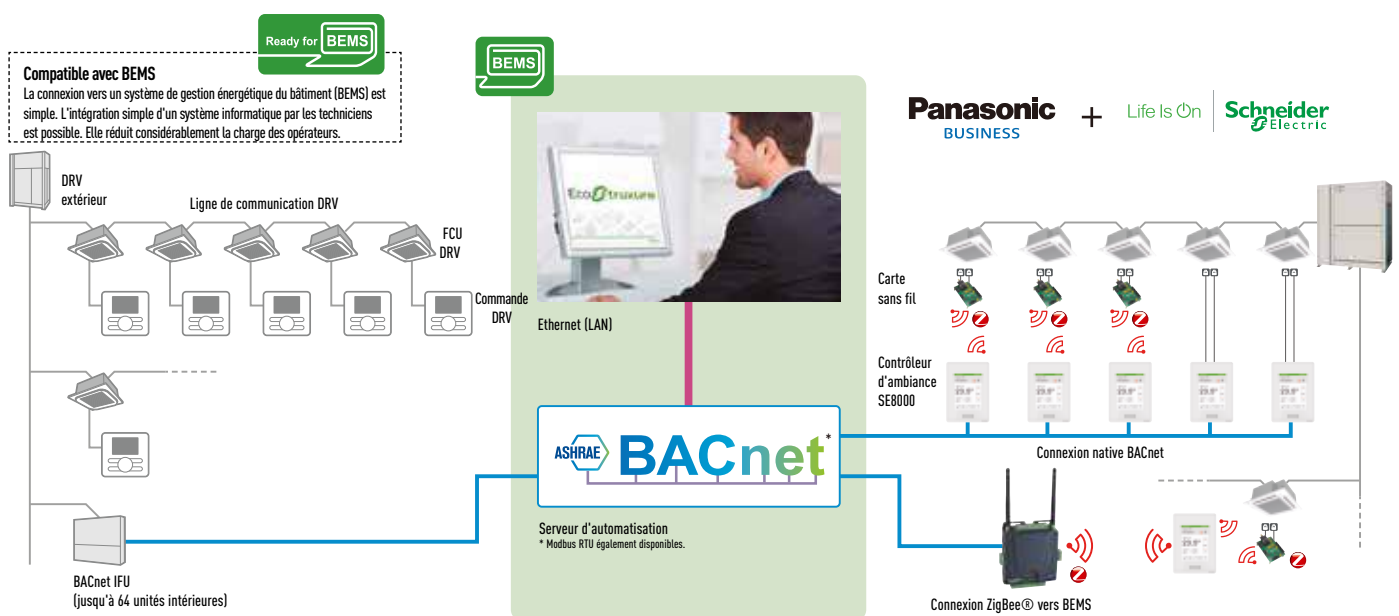 Ready for BEMS
Compatible avec BEMS
La connexion vers un système de gestion énergétique du bâtiment (BEMS) est
simple. L'intégration simple d'un système informatique par les techniciens
est possible. Elle réduit considérablement la charge des opérateurs.
DRV
extérieur
Ligne de communication DRV
FCU
DRV
Commande
DRV
BACnet IFU
(jusqu'à 64 unités intérieures)
BEMS
EcoStruxure
Ethernet (LAN)
ASHRAE BACnet*
Serveur d'automatisation
* Modbus RTU également disponibles.
Panasonic
BUSINESS
+
Life Is On
Schneider
Electric
Carte
sans fil
Contrôleur
d'ambiance
SE8000
Connexion native BACnet
Connexion ZigBee® vers BEMS